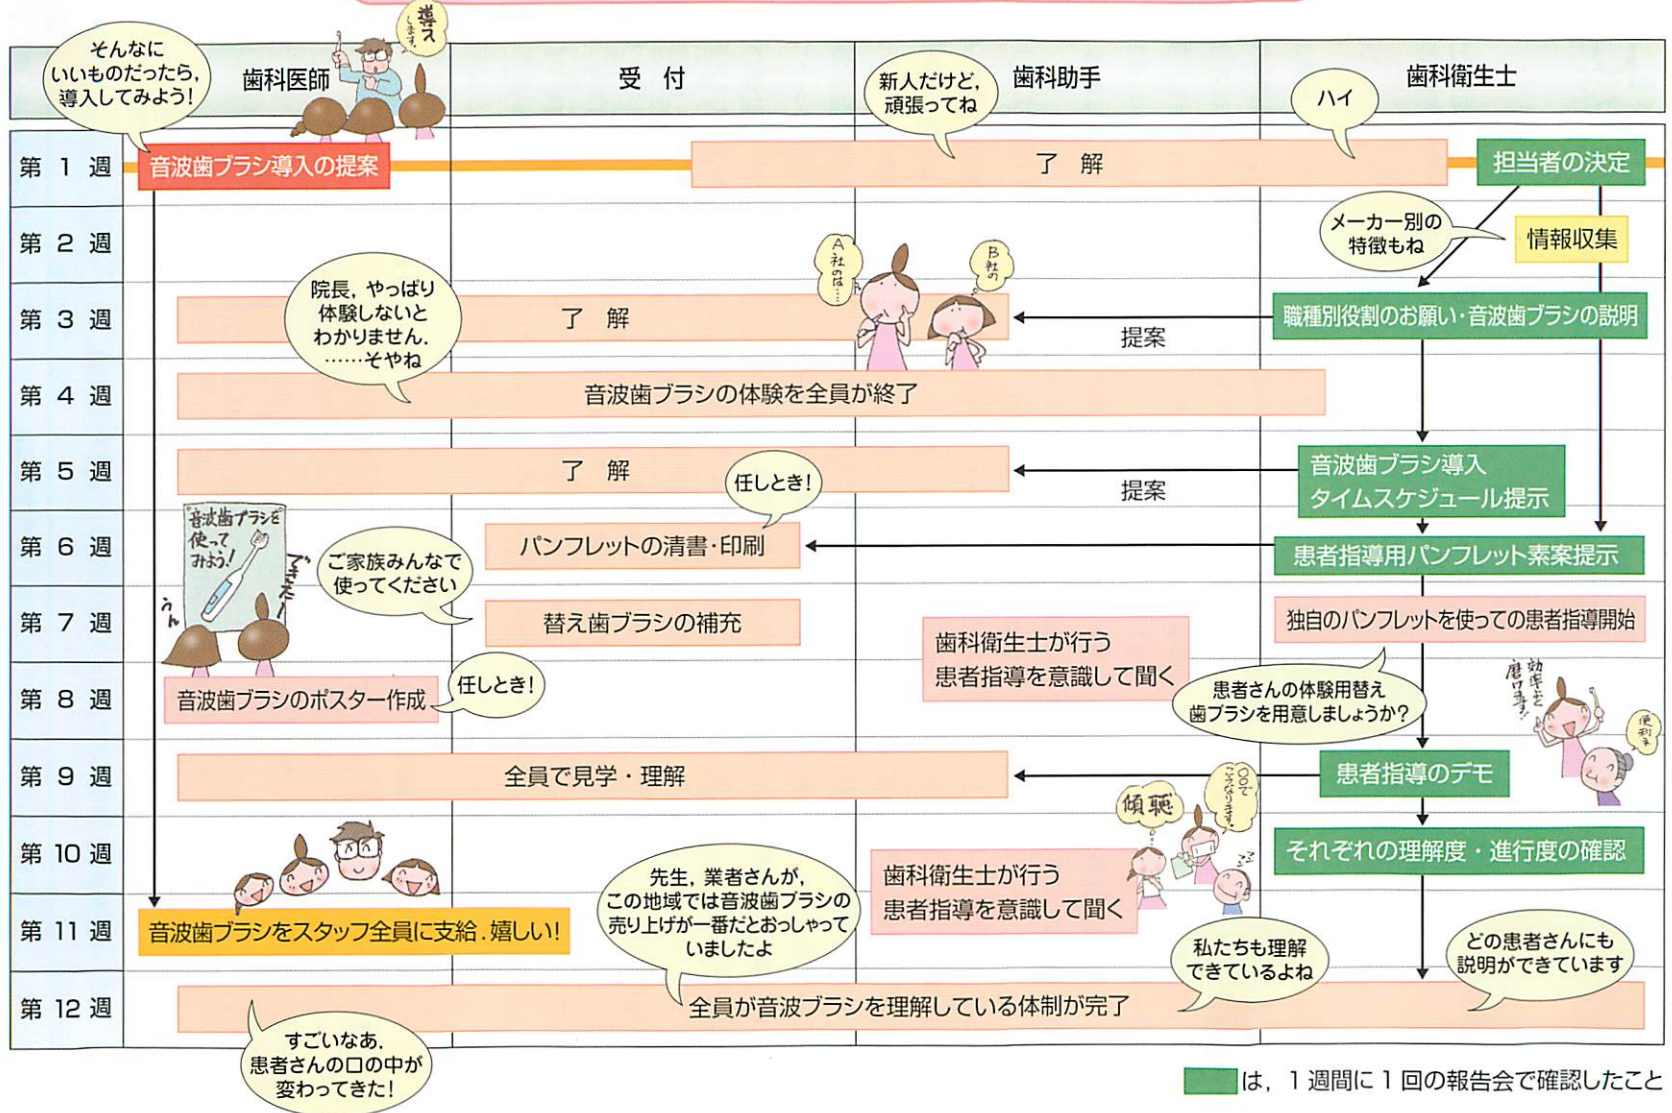 導入
します。
そんなに
いいものだったら，
導入してみよう！
歯科医師
受　付
新人だけど，
頑張ってね
歯科助手
ハイ
歯科衛生士
第 1 週
音波歯ブラシ導入の提案
了　解
担当者の決定
第 2 週
A社のは…
B社の
メーカー別の
特徴もね
情報収集
第 3 週
院長，やっぱり
体験しないと
わかりません．
……そやね
了　解
提案
職種別役割のお願い・音波歯ブラシの説明
第 4 週
音波歯ブラシの体験を全員が終了
第 5 週
了　解
任しとき！
提案
音波歯ブラシ導入
タイムスケジュール提示
第 6 週
音波歯ブラシを
使って
みよう！
できた！
うん
ご家族みんなで
使ってください
パンフレットの清書・印刷
患者指導用パンフレット素案提示
第 7 週
替え歯ブラシの補充
歯科衛生士が行う
患者指導を意識して聞く
独自のパンフレットを使っての患者指導開始
第 8 週
音波歯ブラシのポスター作成
任しとき！
患者さんの体験用替え
歯ブラシを用意しましょうか？
効率よく
磨けます！
便利ネ
第 9 週
全員で見学・理解
患者指導のデモ
第 10 週
傾聴
〇〇で
こうなります。
歯科衛生士が行う
患者指導を意識して聞く
それぞれの理解度・進行度の確認
第 11 週
音波歯ブラシをスタッフ全員に支給．嬉しい！
先生，業者さんが，
この地域では音波歯ブラシの
売り上げが一番だとおっしゃって
いましたよ
私たちも理解
できているよね
どの患者さんにも
説明ができています
第 12 週
全員が音波ブラシを理解している体制が完了
すごいなあ．
患者さんの口の中が
変わってきた！
は，1 週間に 1 回の報告会で確認したこと